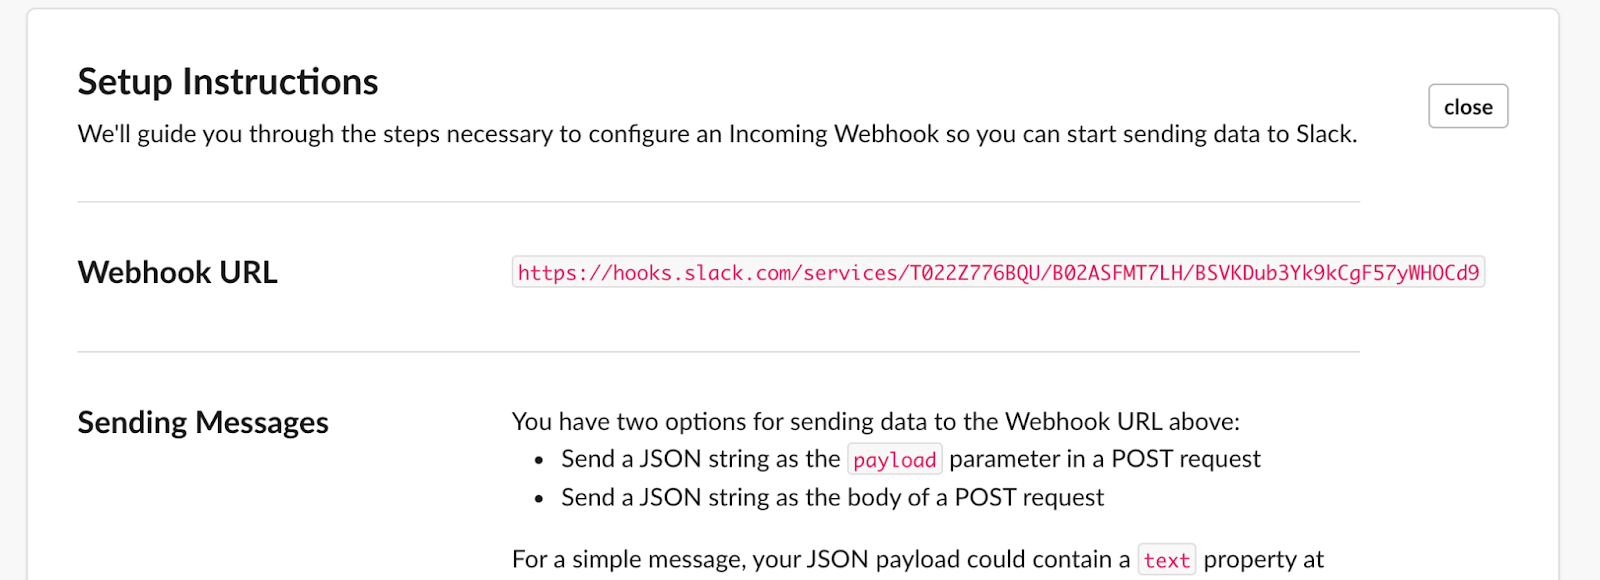 Setup Instructions
close
We'll guide you through the steps necessary to configure an Incoming Webhook so you can start sending data to Slack.
Webhook URL
https://hooks.slack.com/services/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
Sending Messages
You have two options for sending data to the Webhook URL above:
• Send a JSON string as the payload parameter in a POST request
• Send a JSON string as the body of a POST request
For a simple message, your JSON payload could contain a text property at